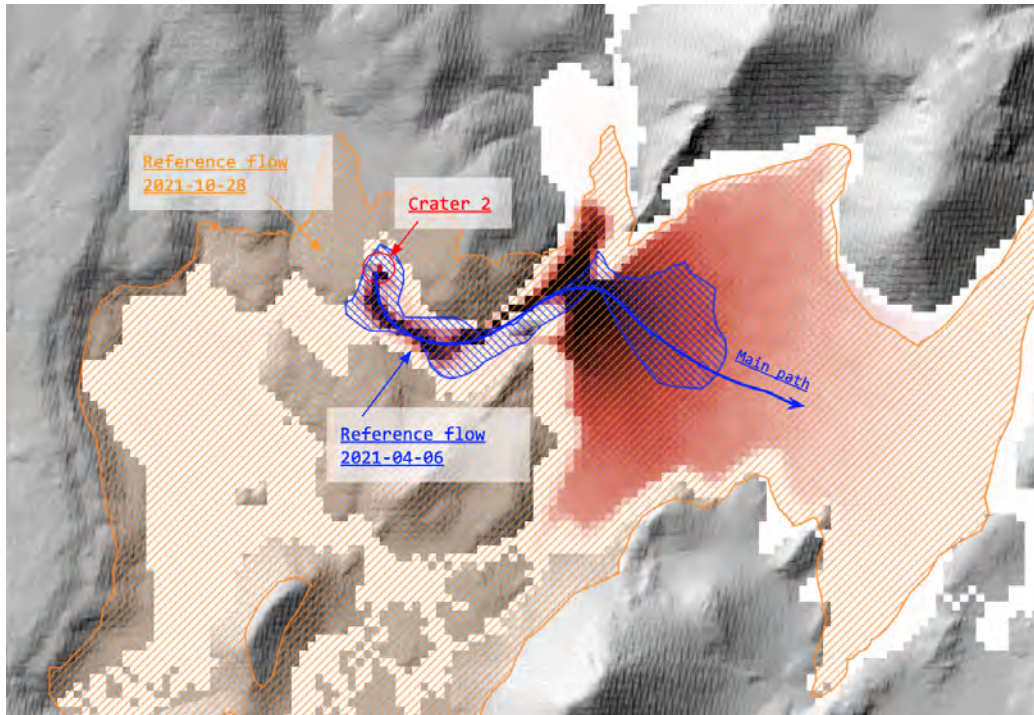 Reference flow
2021-10-28
Crater 2
Main path
Reference flow
2021-04-06